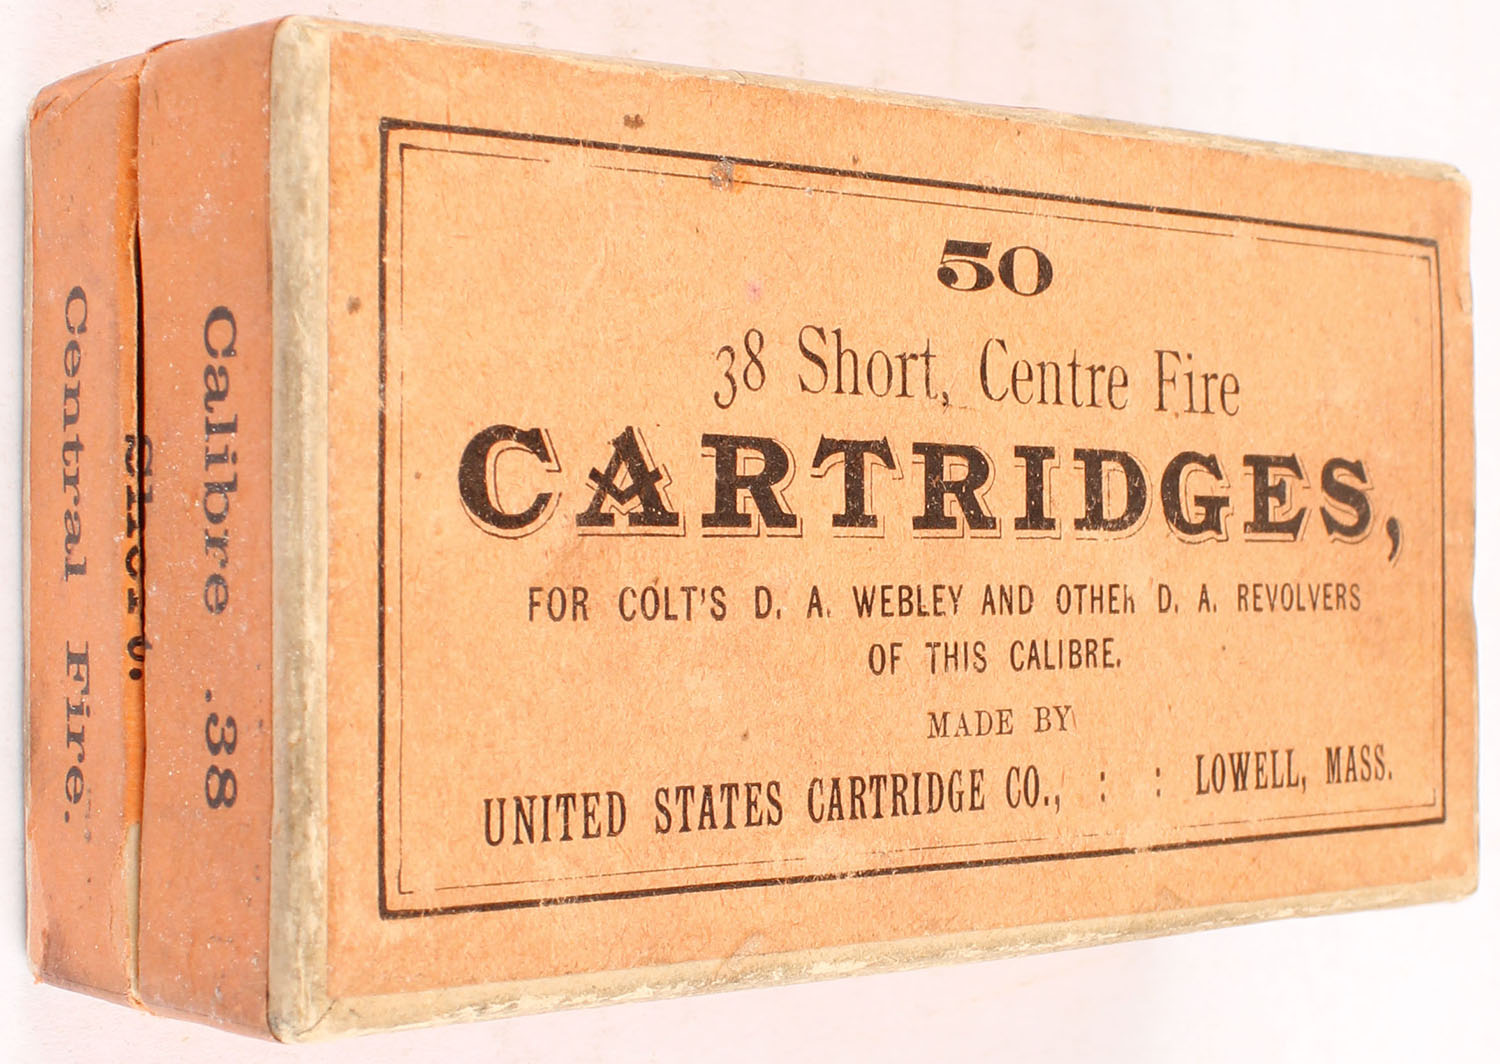 50
38 Short, Centre Fire
CARTRIDGES,
FOR COLT'S D. A. WEBLEY AND OTHER D. A. REVOLVERS
OF THIS CALIBRE.
MADE BY
UNITED STATES CARTRIDGE CO., : : LOWELL, MASS.
Calibre .38
Short.
Central Fire.